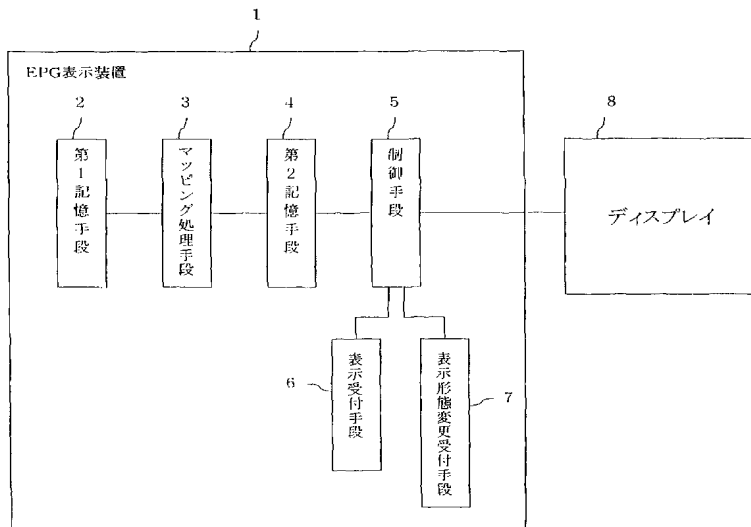 1
EPG表示装置
2
3
4
5
8
第1記憶手段
マッピング処理手段
第2記憶手段
制御手段
ディスプレイ
6
表示受付手段
表示形態変更受付手段
7